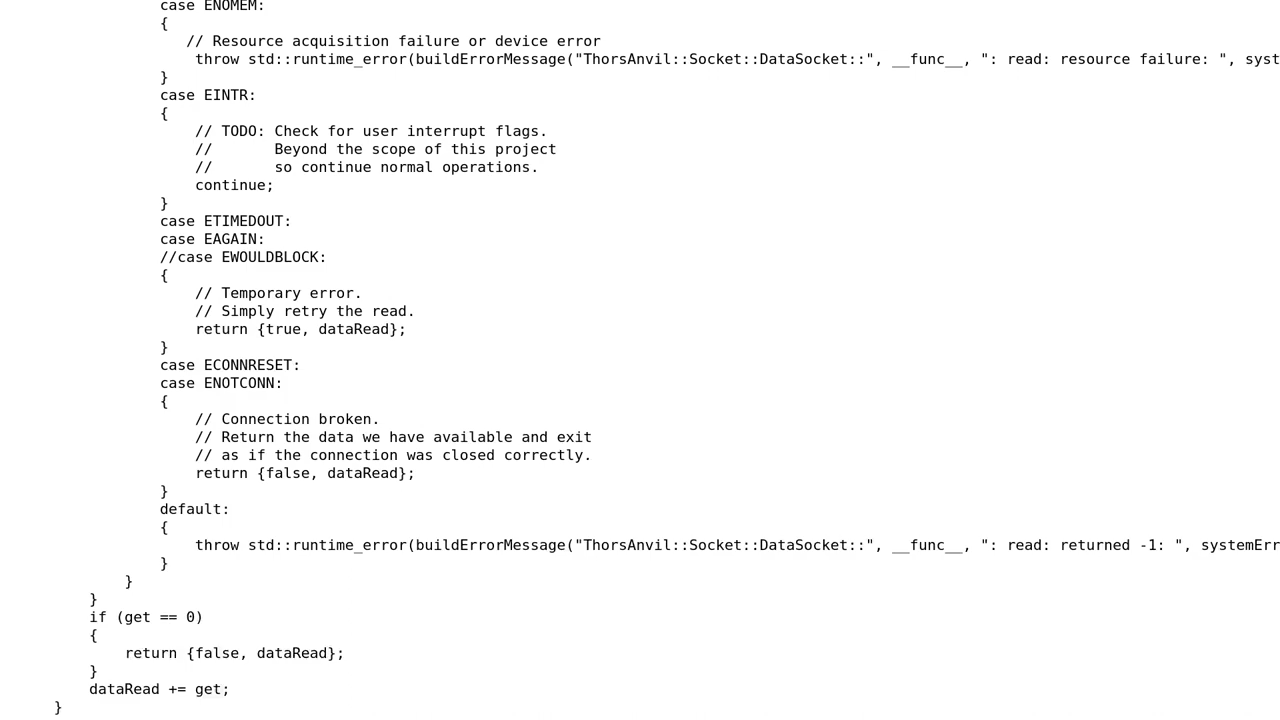 case ENOMEM:
{
// Resource acquisition failure or device error
throw std::runtime_error(buildErrorMessage("ThorsAnvil::Socket::DataSocket::", __func__, ": read: resource failure: ", syst
}
case EINTR:
{
// TODO: Check for user interrupt flags.
//       Beyond the scope of this project
//       so continue normal operations.
continue;
}
case ETIMEDOUT:
case EAGAIN:
//case EWOULDBLOCK:
{
// Temporary error.
// Simply retry the read.
return {true, dataRead};
}
case ECONNRESET:
case ENOTCONN:
{
// Connection broken.
// Return the data we have available and exit
// as if the connection was closed correctly.
return {false, dataRead};
}
default:
{
throw std::runtime_error(buildErrorMessage("ThorsAnvil::Socket::DataSocket::", __func__, ": read: returned -1: ", systemErr
}
}
}
if (get == 0)
{
return {false, dataRead};
}
dataRead += get;
}